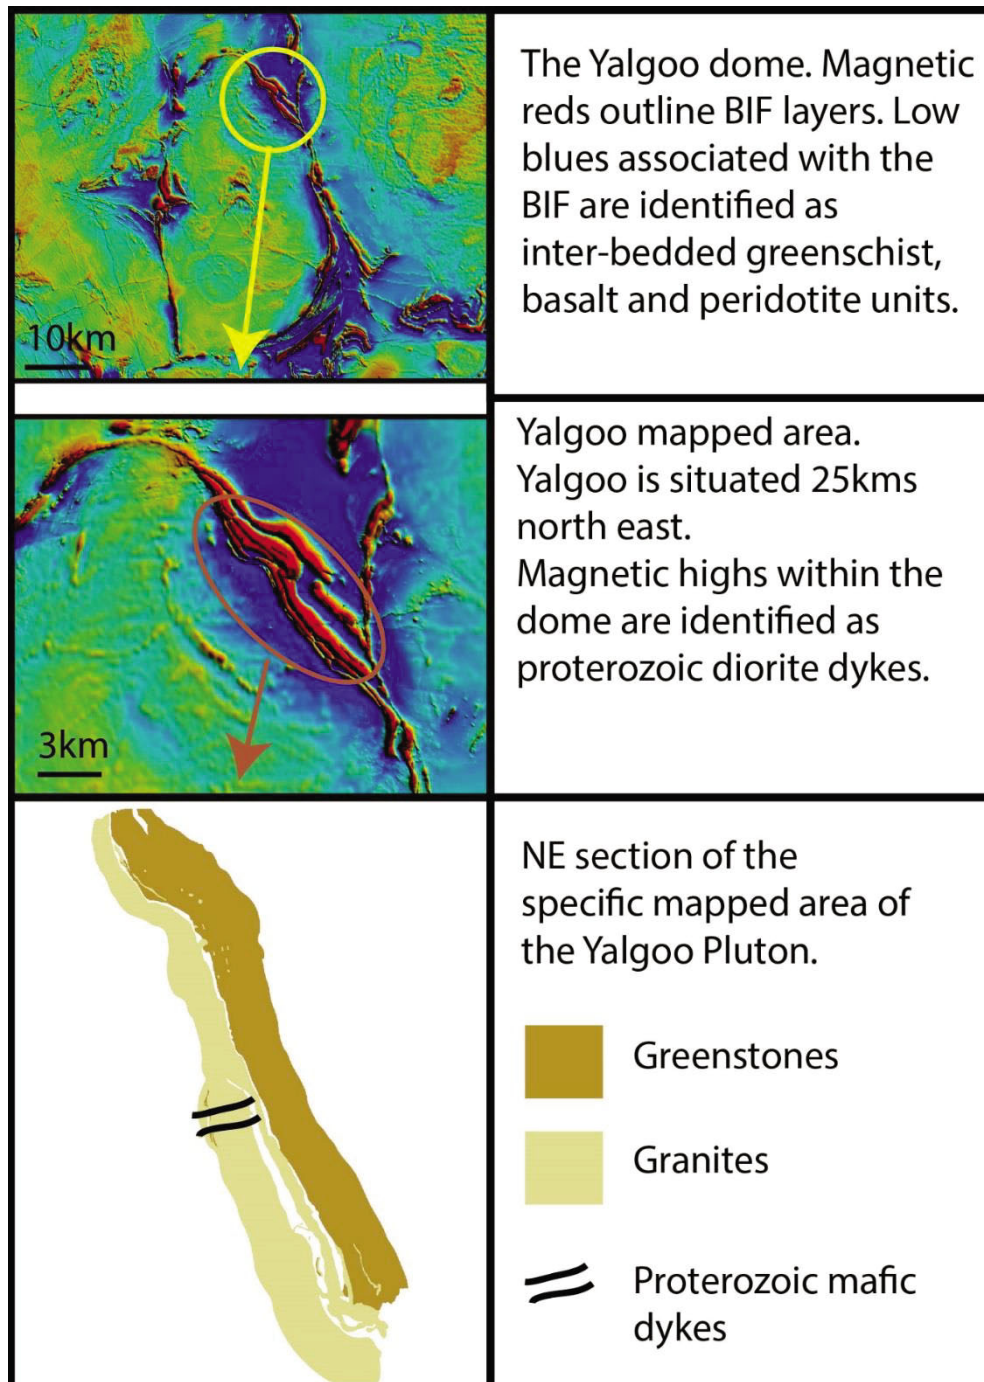 The Yalgoo dome. Magnetic
reds outline BIF layers. Low
blues associated with the
BIF are identified as
inter-bedded greenschist,
basalt and peridotite units.
10km
Yalgoo mapped area.
Yalgoo is situated 25kms
north east.
Magnetic highs within the
dome are identified as
proterozoic diorite dykes.
3km
NE section of the
specific mapped area of
the Yalgoo Pluton.
Greenstones
Granites
Proterozoic mafic
dykes